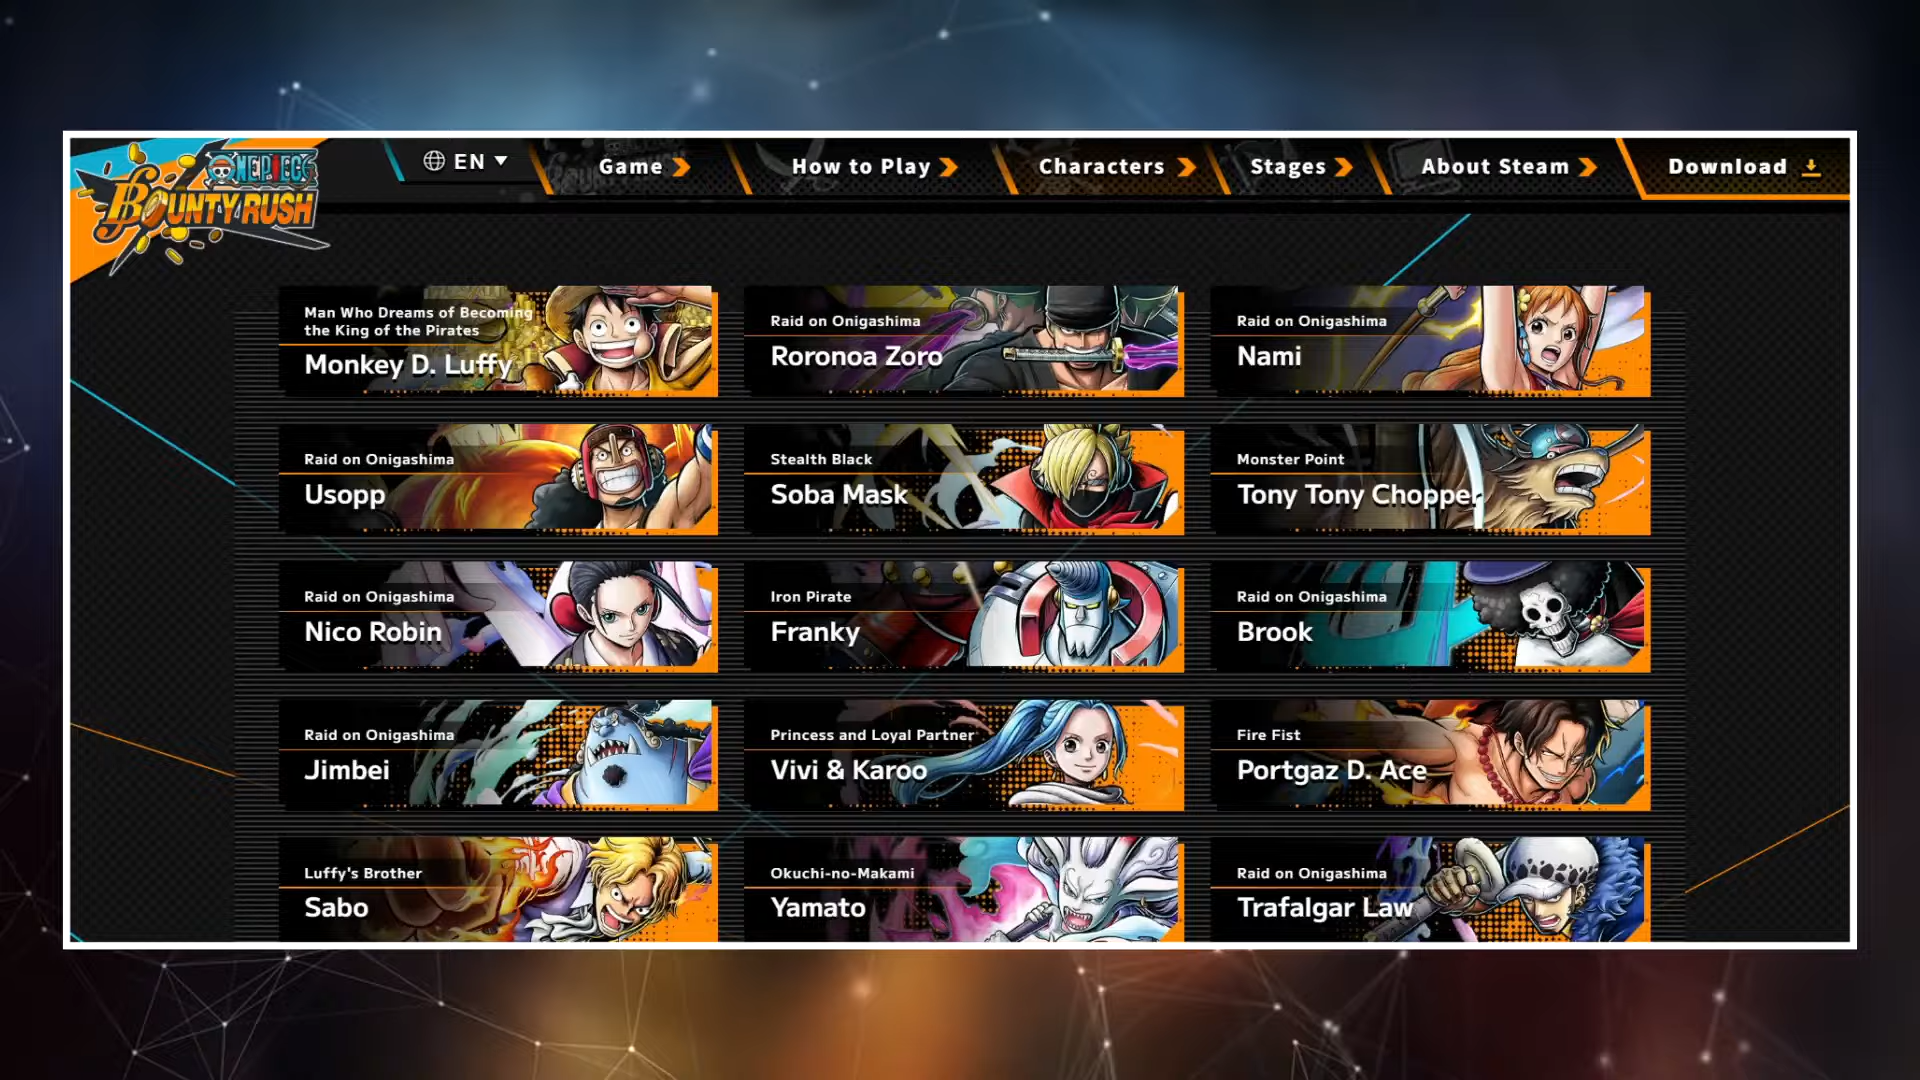 ONE PIECE
BOUNTY RUSH
EN
Game
How to Play
Characters
Stages
About Steam
Download
Man Who Dreams of Becoming
the King of the Pirates
Monkey D. Luffy
Raid on Onigashima
Roronoa Zoro
Raid on Onigashima
Nami
Raid on Onigashima
Usopp
Stealth Black
Soba Mask
Monster Point
Tony Tony Chopper
Raid on Onigashima
Nico Robin
Iron Pirate
Franky
Raid on Onigashima
Brook
Raid on Onigashima
Jimbei
Princess and Loyal Partner
Vivi & Karoo
Fire Fist
Portgaz D. Ace
Luffy's Brother
Sabo
Okuchi-no-Makami
Yamato
Raid on Onigashima
Trafalgar Law